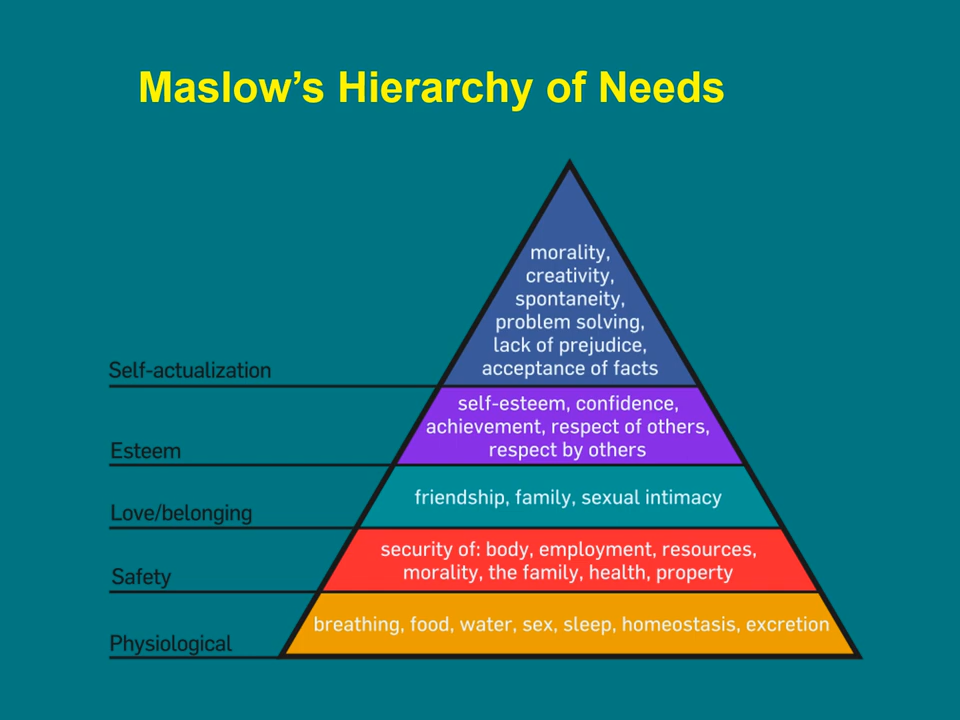 Maslow’s Hierarchy of Needs
morality,
creativity,
spontaneity,
problem solving,
lack of prejudice,
acceptance of facts
Self-actualization
self-esteem, confidence,
achievement, respect of others,
respect by others
Esteem
friendship, family, sexual intimacy
Love/belonging
security of: body, employment, resources,
morality, the family, health, property
Safety
breathing, food, water, sex, sleep, homeostasis, excretion
Physiological